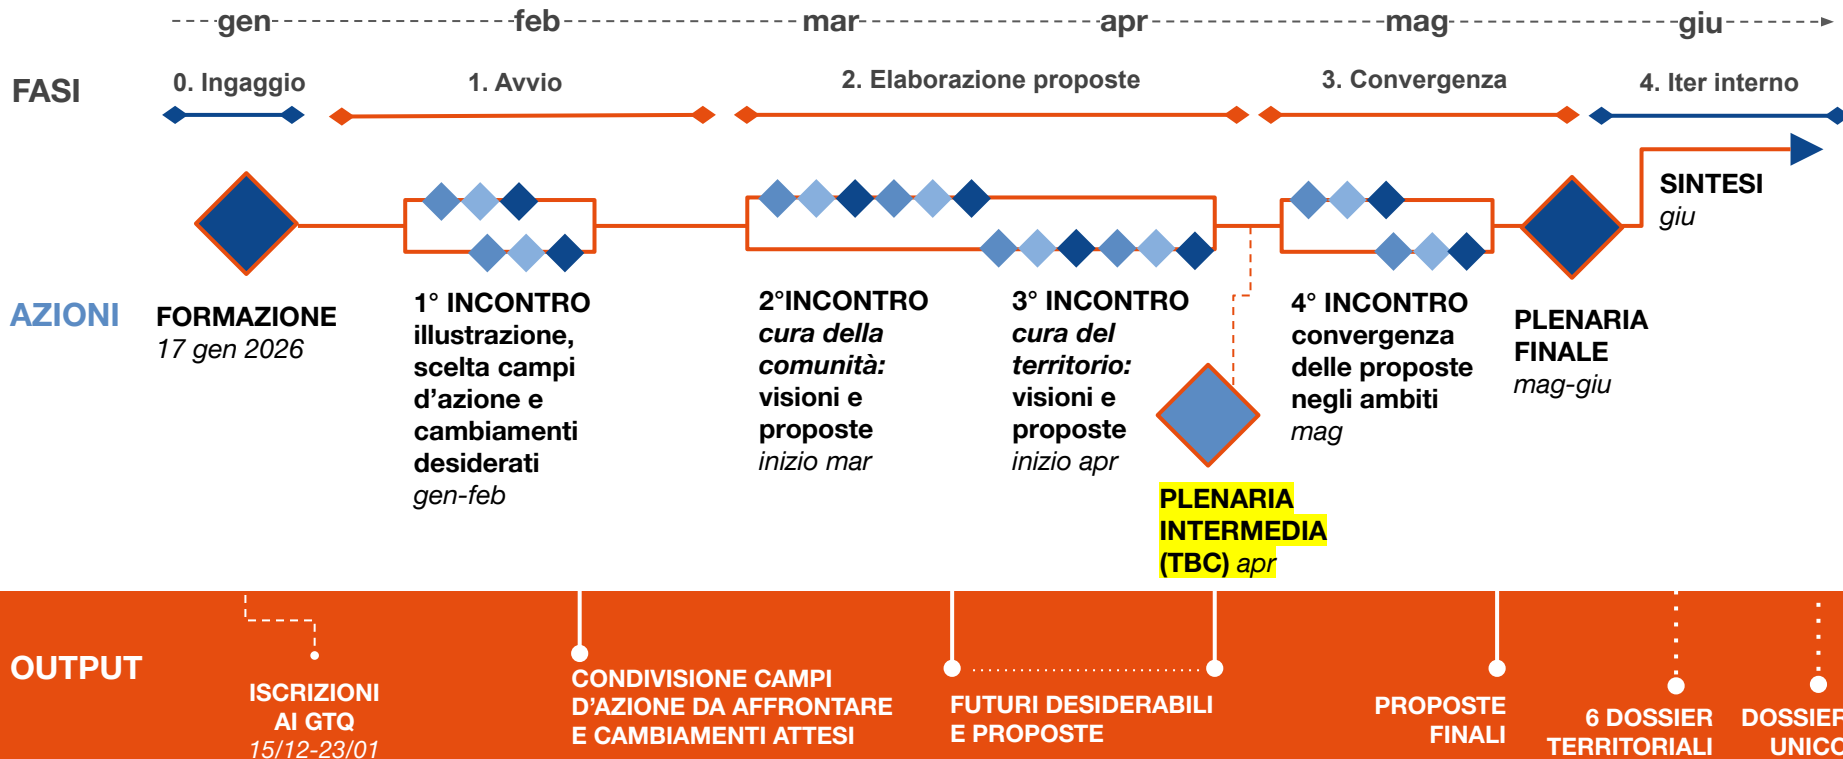 gen feb mar apr mag giu
FASI
0. Ingaggio
1. Avvio
2. Elaborazione proposte
3. Convergenza
4. Iter interno
AZIONI
FORMAZIONE
17 gen 2026
1° INCONTRO
illustrazione,
scelta campi
d’azione e
cambiamenti
desiderati
gen-feb
2°INCONTRO
cura della
comunità:
visioni e
proposte
inizio mar
3° INCONTRO
cura del
territorio:
visioni e
proposte
inizio apr
PLENARIA
INTERMEDIA
(TBC) apr
4° INCONTRO
convergenza
delle proposte
negli ambiti
mag
PLENARIA
FINALE
mag-giu
SINTESI
giu
OUTPUT
ISCRIZIONI
AI GTQ
15/12-23/01
CONDIVISIONE CAMPI
D’AZIONE DA AFFRONTARE
E CAMBIAMENTI ATTESI
FUTURI DESIDERABILI
E PROPOSTE
PROPOSTE
FINALI
6 DOSSIER
TERRITORIALI
DOSSIER
UNICO